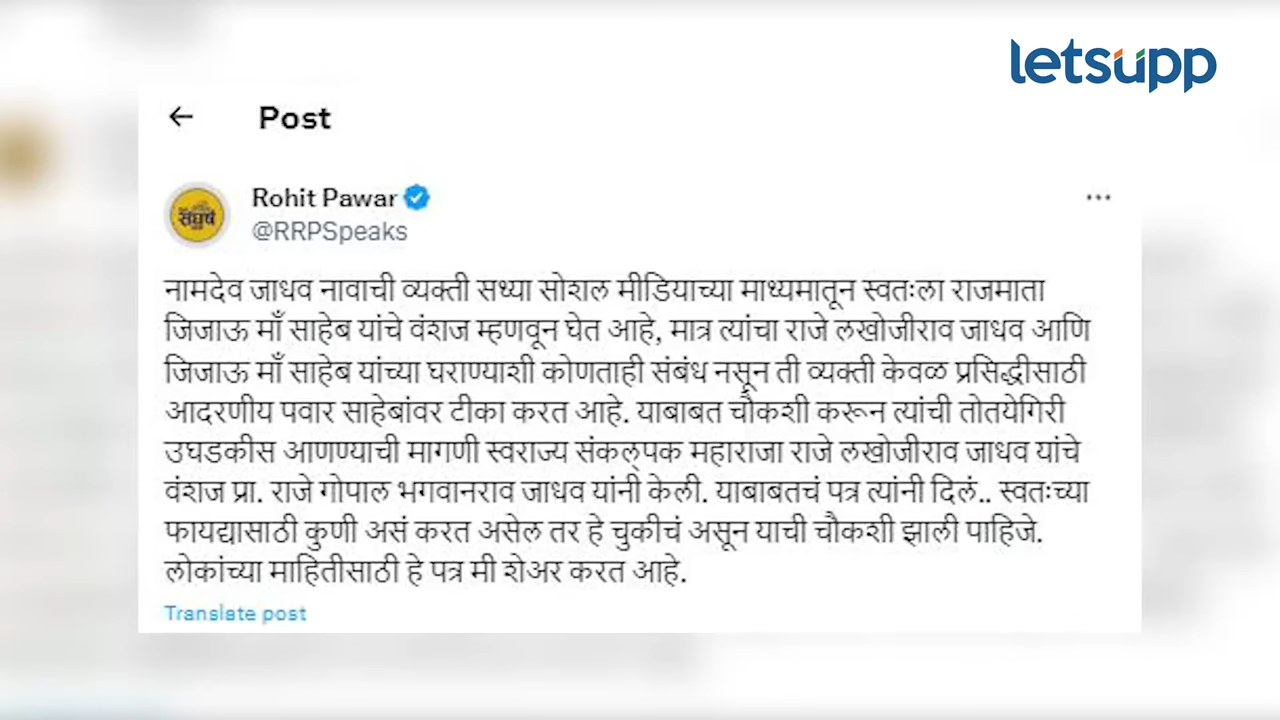 letsupp
← Post
संघर्ष
Rohit Pawar
@RRPSpeaks
नामदेव जाधव नावाची व्यक्ती सध्या सोशल मीडियाच्या माध्यमातून स्वतःला राजमाता
जिजाऊ माँ साहेब यांचे वंशज म्हणवून घेत आहे, मात्र त्यांचा राजे लखोजीराव जाधव आणि
जिजाऊ माँ साहेब यांच्या घराण्याशी कोणताही संबंध नसून ती व्यक्ती केवळ प्रसिद्धीसाठी
आदरणीय पवार साहेबांवर टीका करत आहे. याबाबत चौकशी करून त्यांची तोतयेगिरी
उघडकीस आणण्याची मागणी स्वराज्य संकल्पक महाराजा राजे लखोजीराव जाधव यांचे
वंशज प्रा. राजे गोपाल भगवानराव जाधव यांनी केली. याबाबतचं पत्र त्यांनी दिलं.. स्वतःच्या
फायद्यासाठी कुणी असं करत असेल तर हे चुकीचं असून याची चौकशी झाली पाहिजे.
लोकांच्या माहितीसाठी हे पत्र मी शेअर करत आहे.
Translate post